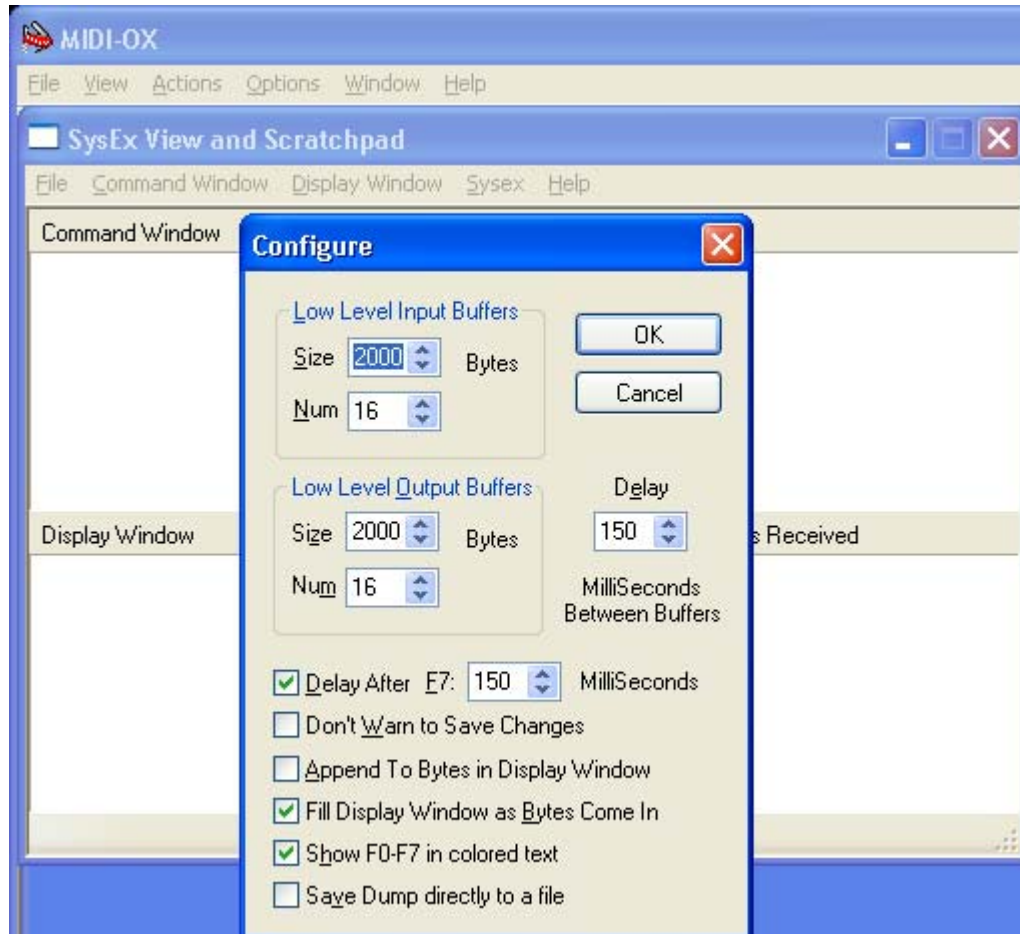 MIDI-OX
File View Actions Options Window Help
SysEx View and Scratchpad
File Command Window Display Window Sysex Help
Command Window
Configure
Low Level Input Buffers
Size 2000 Bytes
Num 16
OK
Cancel
Low Level Output Buffers
Size 2000 Bytes
Num 16
Delay
150
MilliSeconds
Between Buffers
Display Window
s Received
Delay After F7: 150 MilliSeconds
Don't Warn to Save Changes
Append To Bytes in Display Window
Fill Display Window as Bytes Come In
Show F0-F7 in colored text
Save Dump directly to a file